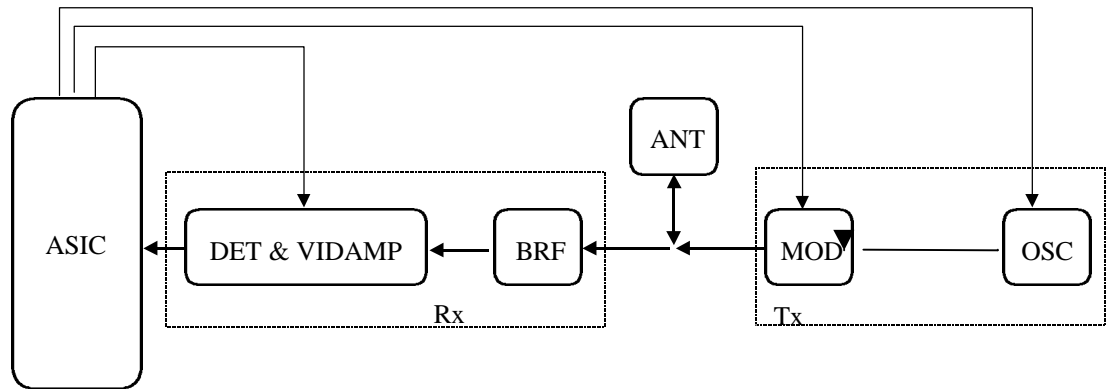 ANT
ASIC
DET & VIDAMP
BRF
MOD
OSC
Rx
Tx